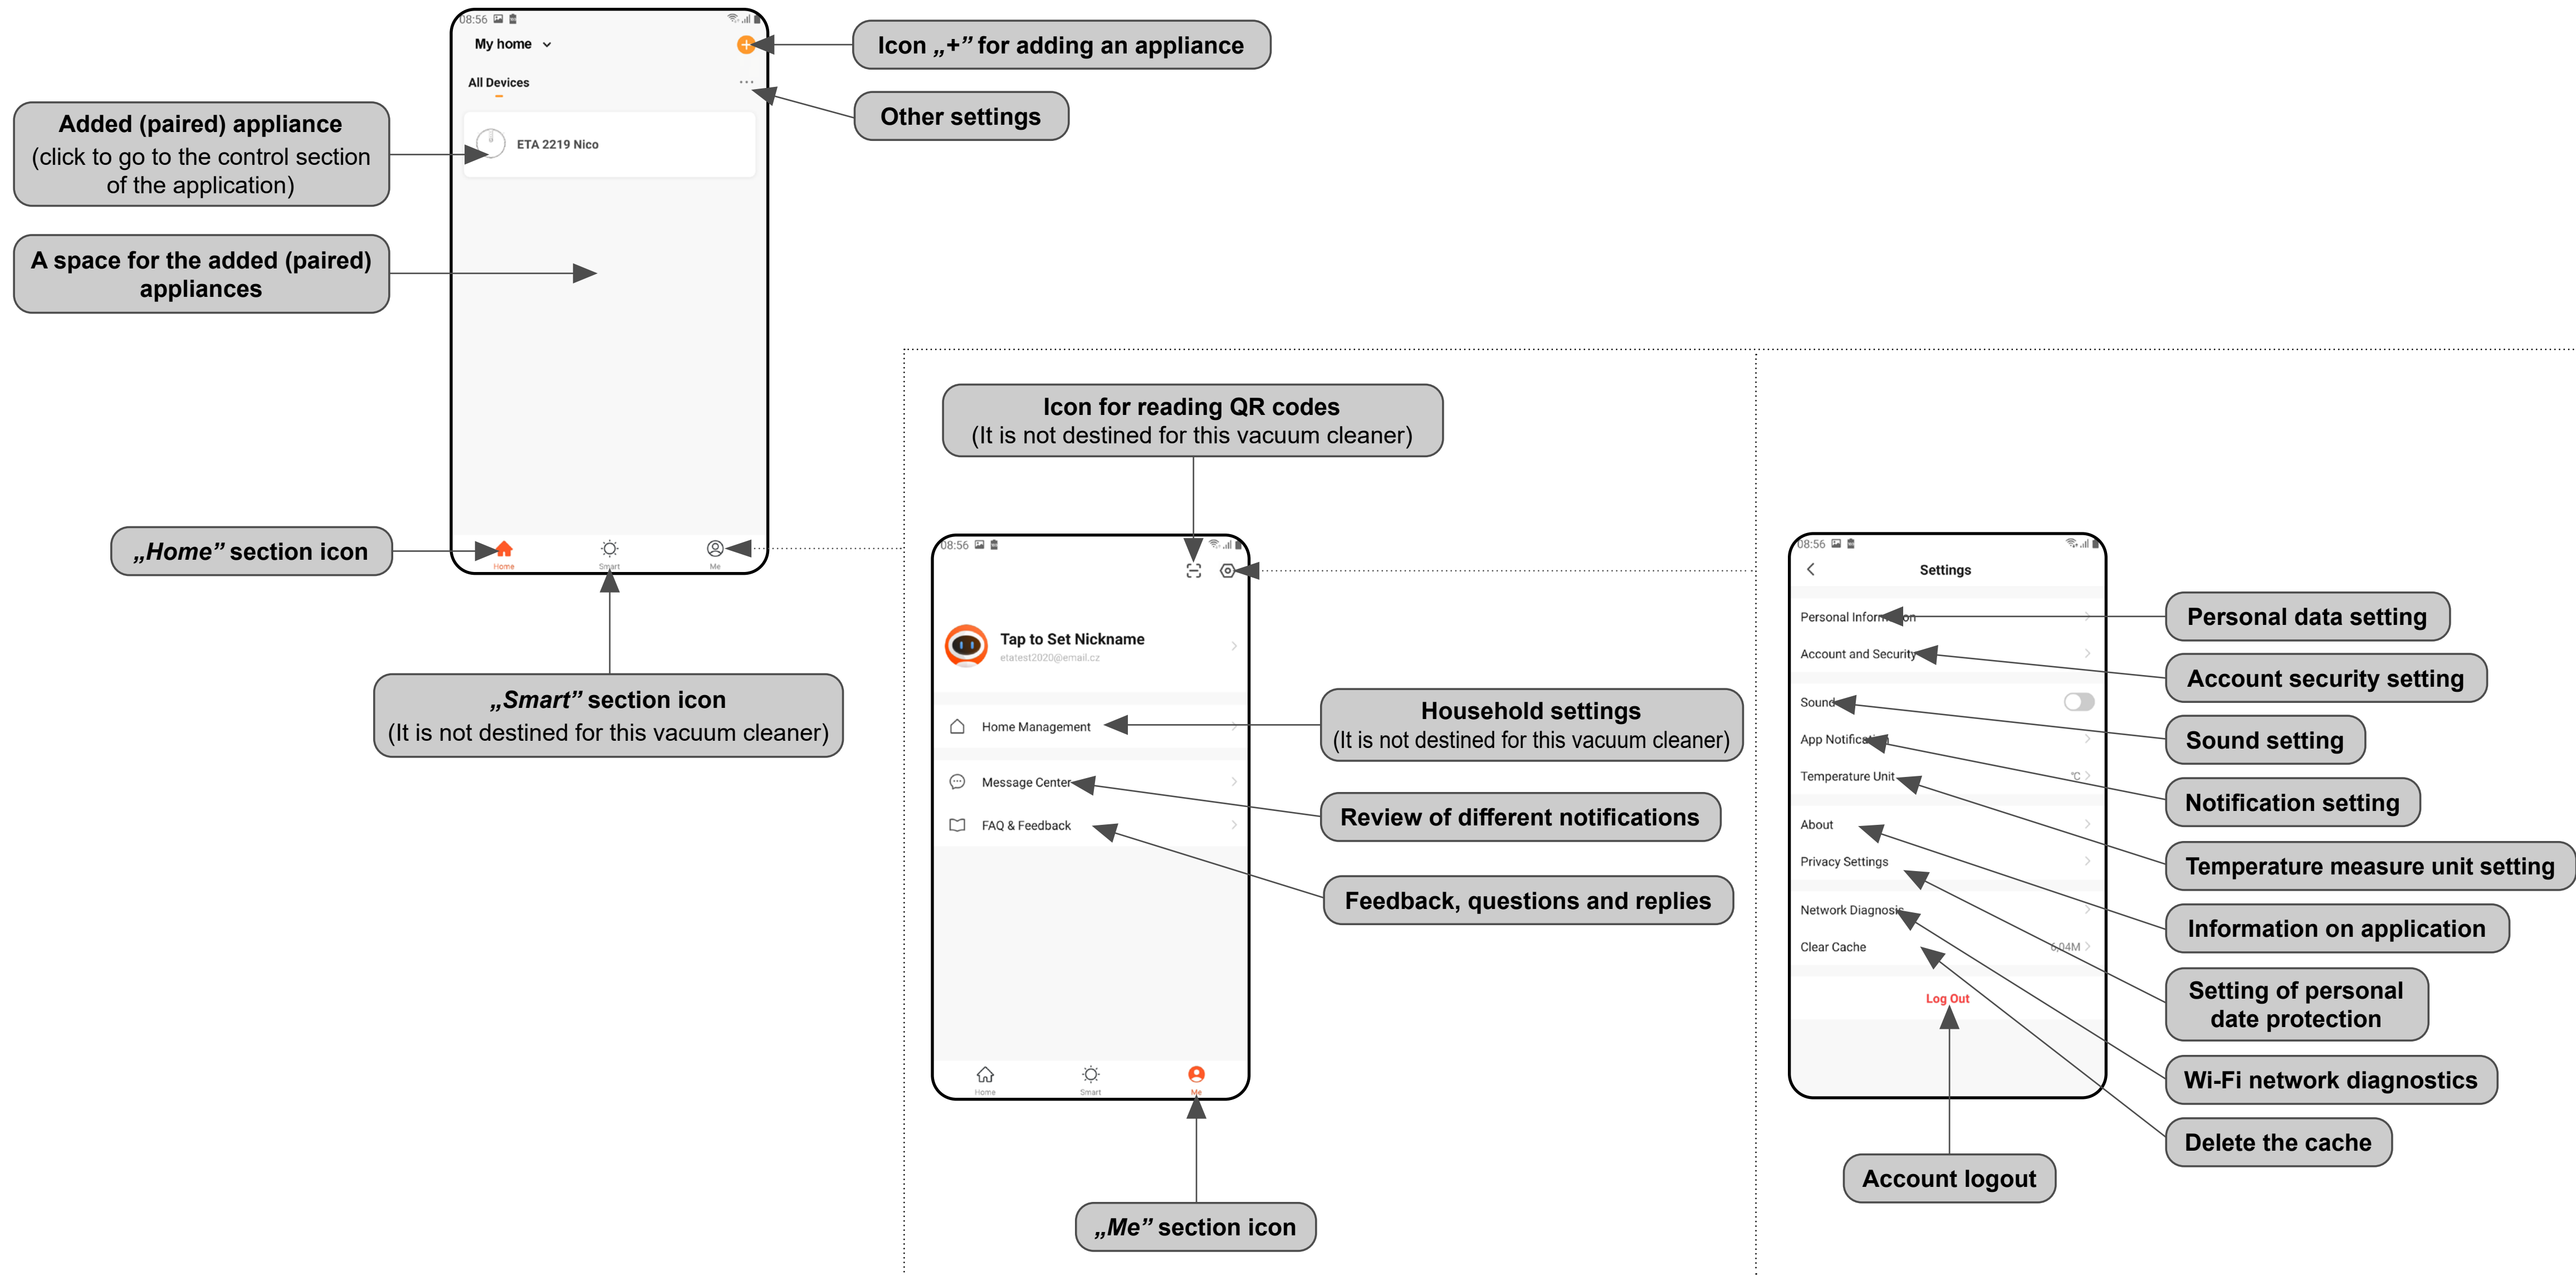 08:56
My home
Icon „+” for adding an appliance
All Devices
Other settings
Added (paired) appliance
(click to go to the control section
of the application)
ETA 2219 Nico
A space for the added (paired)
appliances
„Home” section icon
Home
Smart
Me
„Smart” section icon
(It is not destined for this vacuum cleaner)
Icon for reading QR codes
(It is not destined for this vacuum cleaner)
08:56
Tap to Set Nickname
etatest2020@email.cz
Home Management
Household settings
(It is not destined for this vacuum cleaner)
Message Center
Review of different notifications
FAQ & Feedback
Feedback, questions and replies
Home
Smart
Me
„Me” section icon
08:56
Settings
Personal Information
Personal data setting
Account and Security
Account security setting
Sound
Sound setting
App Notification
Notification setting
Temperature Unit
°C
Temperature measure unit setting
About
Information on application
Privacy Settings
Setting of personal
date protection
Network Diagnosis
Wi-Fi network diagnostics
Clear Cache
6,04M
Delete the cache
Log Out
Account logout